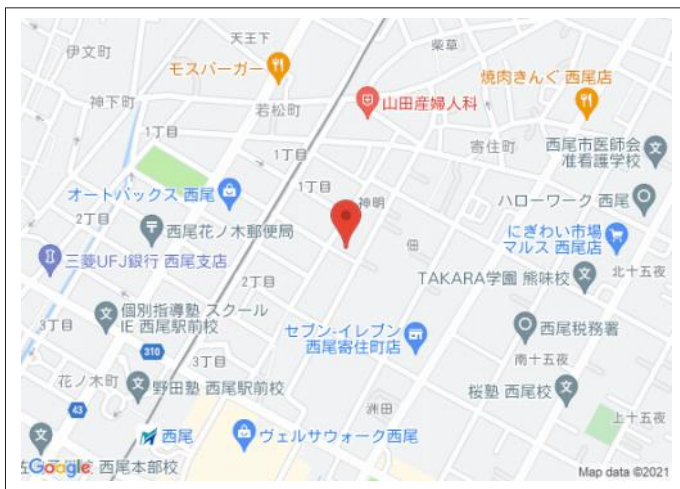 天王下
伊文町
柴草
モスバーガー
焼肉きんぐ 西尾店
神下町
若松町
山田産婦人科
1丁目
寄住町
西尾市医師会
准看護学校
1丁目
オートバックス 西尾
1丁目
神明
ハローワーク 西尾
2丁目
西尾花ノ木郵便局
佃
にぎわい市場
マルス 西尾店
三菱UFJ銀行 西尾支店
TAKARA学園 熊味校
北十五夜
2丁目
個別指導塾 スクール
IE 西尾駅前校
3丁目
セブン-イレブン
西尾寄住町店
西尾税務署
310
3丁目
南十五夜
花ノ木町
野田塾 西尾駅前校
桜塾 西尾校
43
洲田
上十五夜
西尾
ヴェルサウォーク西尾
西尾本部校
Google
Map data ©2021